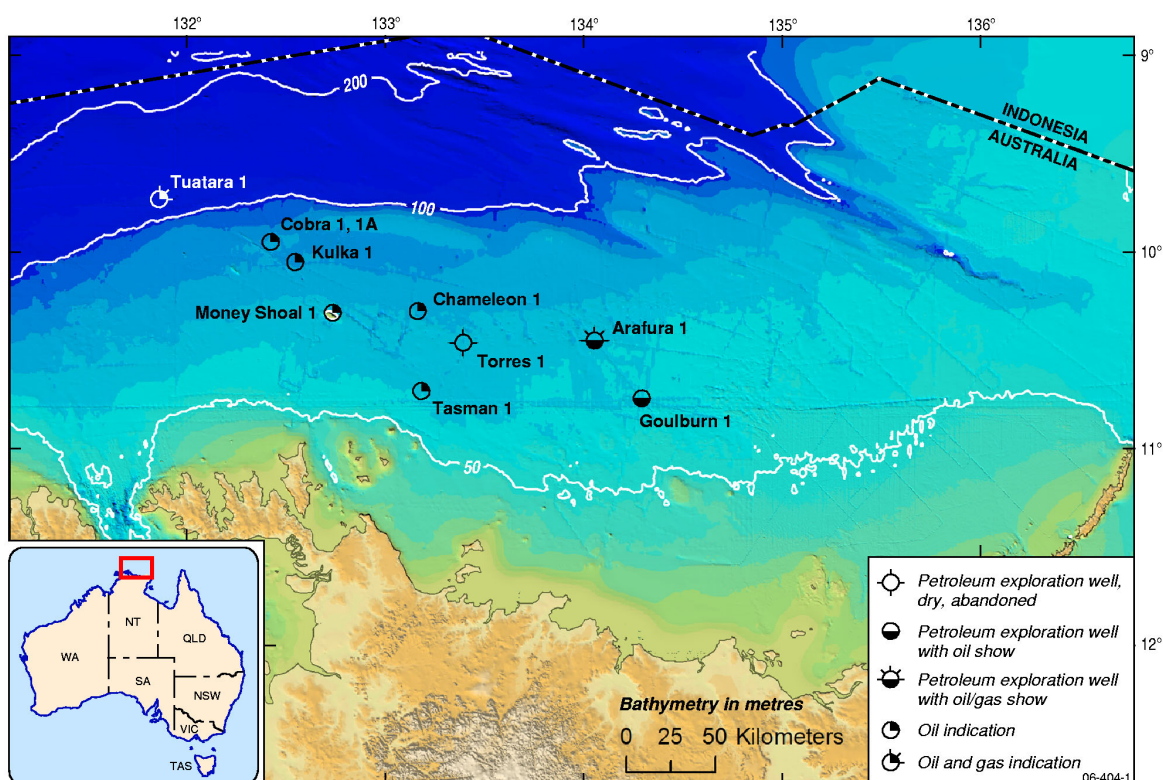 132°
133°
134°
135°
136°
9°
200
INDONESIA
AUSTRALIA
Tuatara 1
100
Cobra 1, 1A
Kulka 1
10°
Money Shoal 1
Chameleon 1
Arafura 1
Torres 1
Tasman 1
Goulburn 1
11°
50
12°
NT
WA
QLD
SA
NSW
VIC
TAS
Bathymetry in metres
0 25 50 Kilometers
Petroleum exploration well,
dry, abandoned
Petroleum exploration well
with oil show
Petroleum exploration well
with oil/gas show
Oil indication
Oil and gas indication
06-404-1